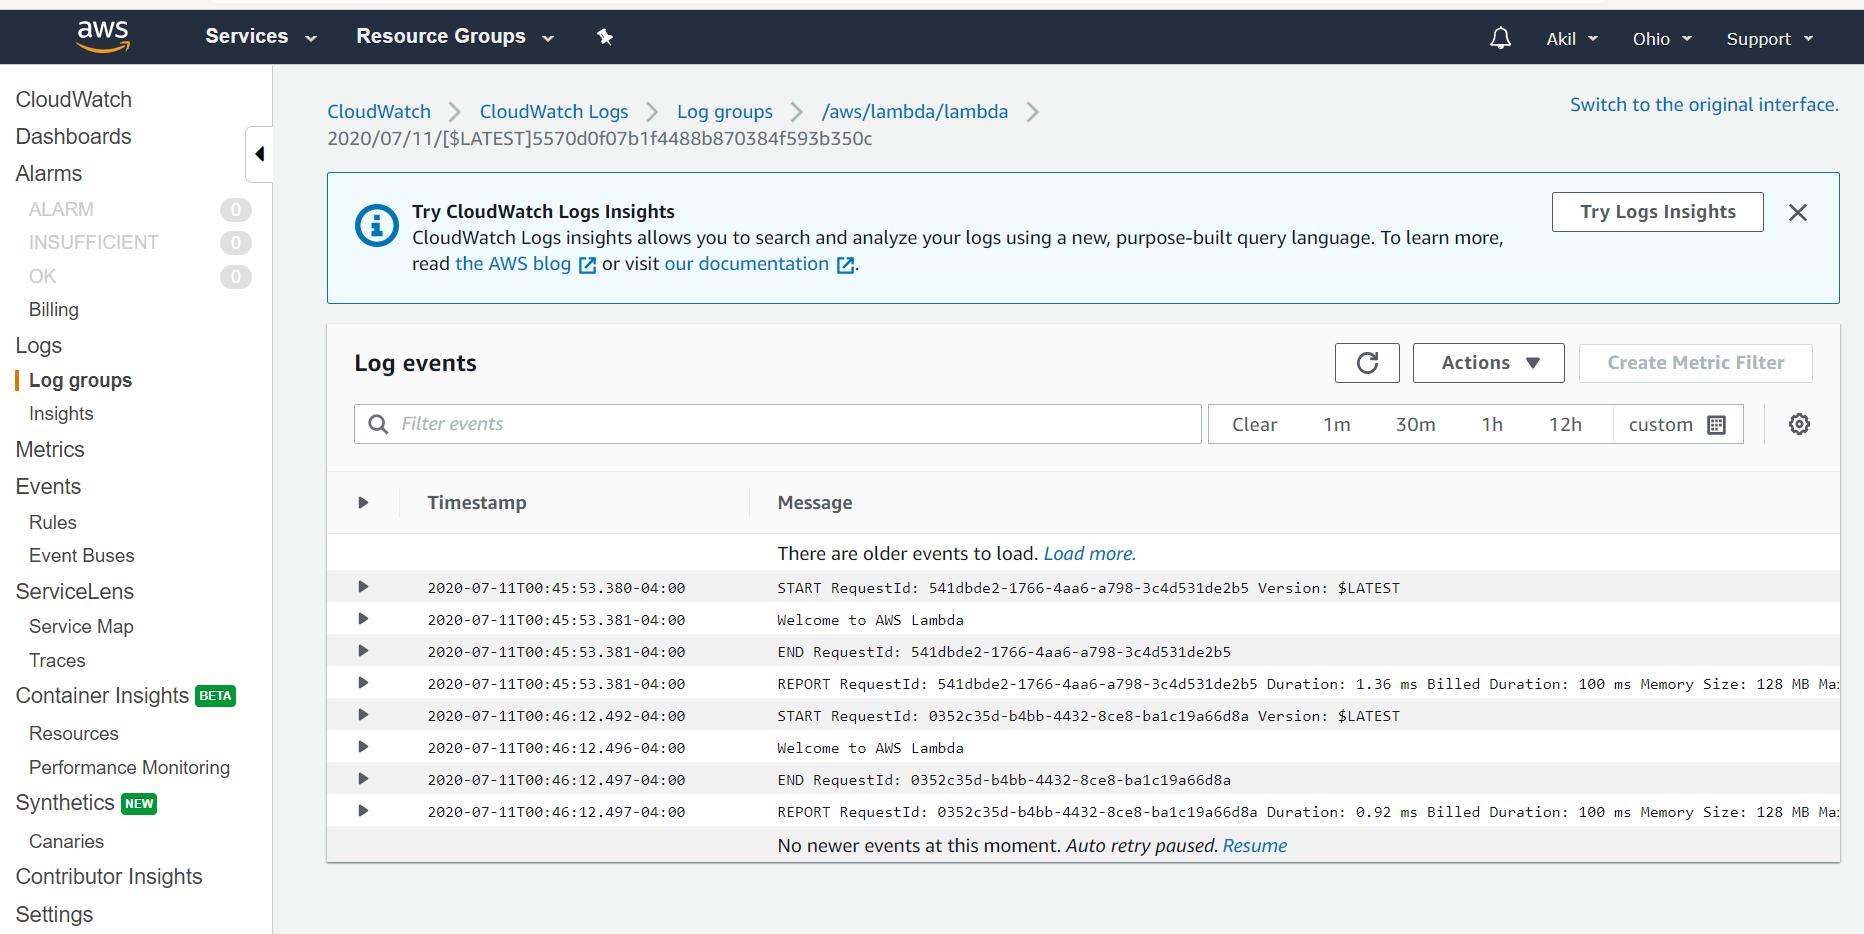 aws
Services
Resource Groups
Akil
Ohio
Support
CloudWatch
Dashboards
Alarms
ALARM 0
INSUFFICIENT 0
OK 0
Billing
Logs
Log groups
Insights
Metrics
Events
Rules
Event Buses
ServiceLens
Service Map
Traces
Container Insights BETA
Resources
Performance Monitoring
Synthetics NEW
Canaries
Contributor Insights
Settings
CloudWatch > CloudWatch Logs > Log groups > /aws/lambda/lambda >
2020/07/11/[$LATEST]5570d0f07b1f4488b870384f593b350c
Switch to the original interface.
Try CloudWatch Logs Insights
CloudWatch Logs insights allows you to search and analyze your logs using a new, purpose-built query language. To learn more,
read the AWS blog or visit our documentation .
Try Logs Insights
Log events
Actions
Create Metric Filter
Filter events
Clear 1m 30m 1h 12h custom
Timestamp Message
There are older events to load. Load more.
2020-07-11T00:45:53.380-04:00 START RequestId: 541dbde2-1766-4aa6-a798-3c4d531de2b5 Version: $LATEST
2020-07-11T00:45:53.381-04:00 Welcome to AWS Lambda
2020-07-11T00:45:53.381-04:00 END RequestId: 541dbde2-1766-4aa6-a798-3c4d531de2b5
2020-07-11T00:45:53.381-04:00 REPORT RequestId: 541dbde2-1766-4aa6-a798-3c4d531de2b5 Duration: 1.36 ms Billed Duration: 100 ms Memory Size: 128 MB Ma
2020-07-11T00:46:12.492-04:00 START RequestId: 0352c35d-b4bb-4432-8ce8-ba1c19a66d8a Version: $LATEST
2020-07-11T00:46:12.496-04:00 Welcome to AWS Lambda
2020-07-11T00:46:12.497-04:00 END RequestId: 0352c35d-b4bb-4432-8ce8-ba1c19a66d8a
2020-07-11T00:46:12.497-04:00 REPORT RequestId: 0352c35d-b4bb-4432-8ce8-ba1c19a66d8a Duration: 0.92 ms Billed Duration: 100 ms Memory Size: 128 MB Ma
No newer events at this moment. Auto retry paused. Resume